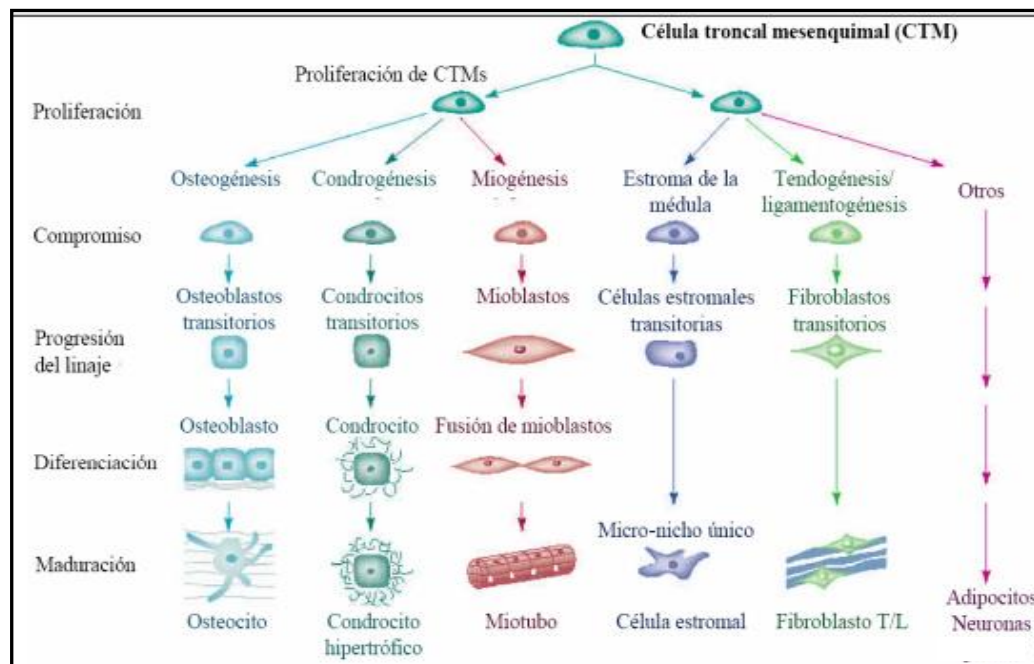 Célula troncal mesenquimal (CTM)
Proliferación de CTMs
Proliferación
Osteogénesis
Condrogénesis
Miogénesis
Estroma de la
médula
Tendogénesis/
ligamentogénesis
Otros
Compromiso
Osteoblastos
transitorios
Condrocitos
transitorios
Mioblastos
Células estromales
transitorias
Fibroblastos
transitorios
Progresión
del linaje
Osteoblasto
Condrocito
Fusión de mioblastos
Diferenciación
Micro-nicho único
Maduración
Osteocito
Condrocito
hipertrófico
Miotubo
Célula estromal
Fibroblasto T/L
Adipocitos
Neuronas